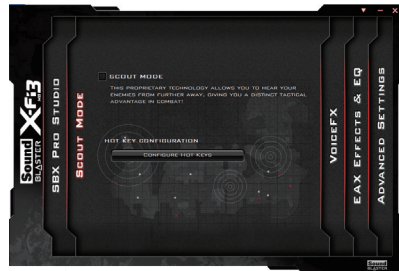 Sound
BLASTER
X-Fi3
SBX Pro Studio
Scout Mode
SCOUT MODE
THIS PROPRIETARY TECHNOLOGY ALLOWS YOU TO HEAR YOUR
ENEMIES FROM FURTHER AWAY, GIVING YOU A DISTINCT TACTICAL
ADVANTAGE IN COMBAT!
HOT KEY CONFIGURATION
CONFIGURE HOT KEYS
VoiceFX
EAX Effects & EQ
Advanced Settings
Sound
BLASTER